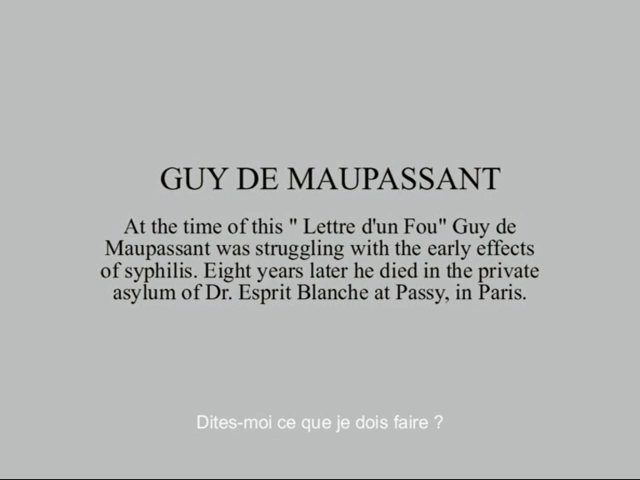 GUY DE MAUPASSANT
At the time of this " Lettre d'un Fou" Guy de
Maupassant was struggling with the early effects
of syphilis. Eight years later he died in the private
asylum of Dr. Esprit Blanche at Passy, in Paris.
Dites-moi ce que je dois faire ?